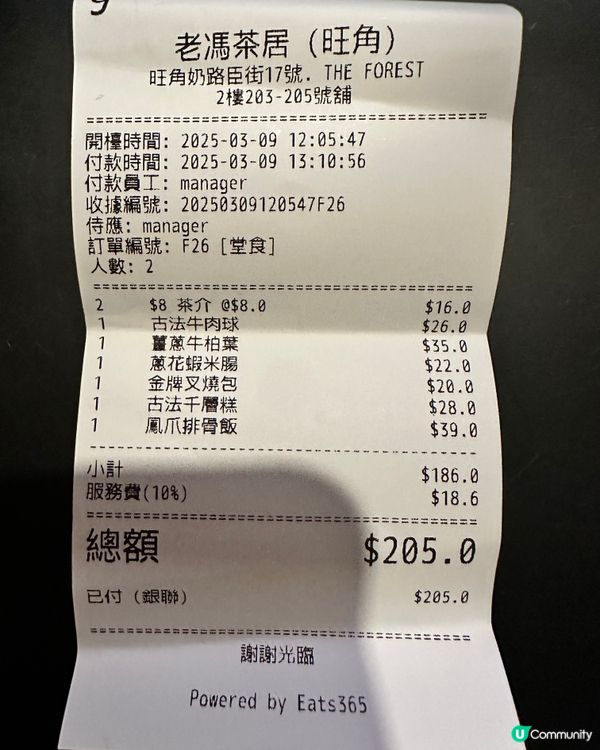 老馮茶居 (旺角)
旺角奶路臣街17號. THE FOREST
2樓203-205號舖
開檯時間: 2025-03-09 12:05:47
付款時間: 2025-03-09 13:10:56
付款員工: manager
收據編號: 20250309120547F26
侍應: manager
訂單編號: F26 [堂食]
人數: 2
2 $8 茶介 @$8.0 $16.0
1 古法牛肉球 $26.0
1 薑蔥牛柏葉 $35.0
1 蔥花蝦米腸 $22.0
1 金牌叉燒包 $20.0
1 古法千層糕 $28.0
1 鳳爪排骨飯 $39.0
小計 $186.0
服務費(10%) $18.6
總額 $205.0
已付 (銀聯) $205.0
謝謝光臨
Powered by Eats365
U Community